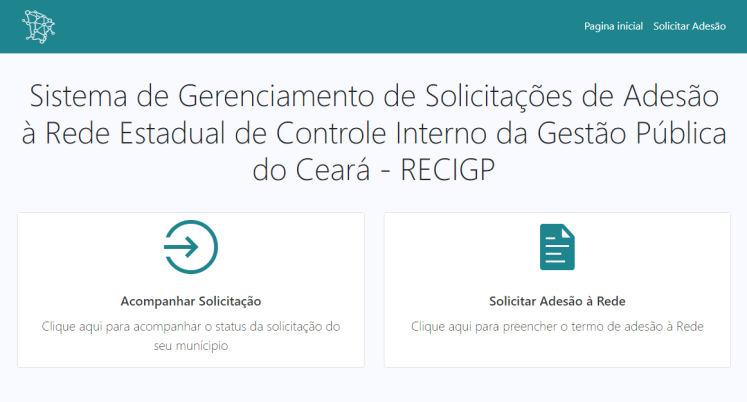 Pagina inicial Solicitar Adesão
Sistema de Gerenciamento de Solicitações de Adesão
à Rede Estadual de Controle Interno da Gestão Pública
do Ceará - RECIGP
Acompanhar Solicitação
Clique aqui para acompanhar o status da solicitação do
seu munícipio
Solicitar Adesão à Rede
Clique aqui para preencher o termo de adesão à Rede